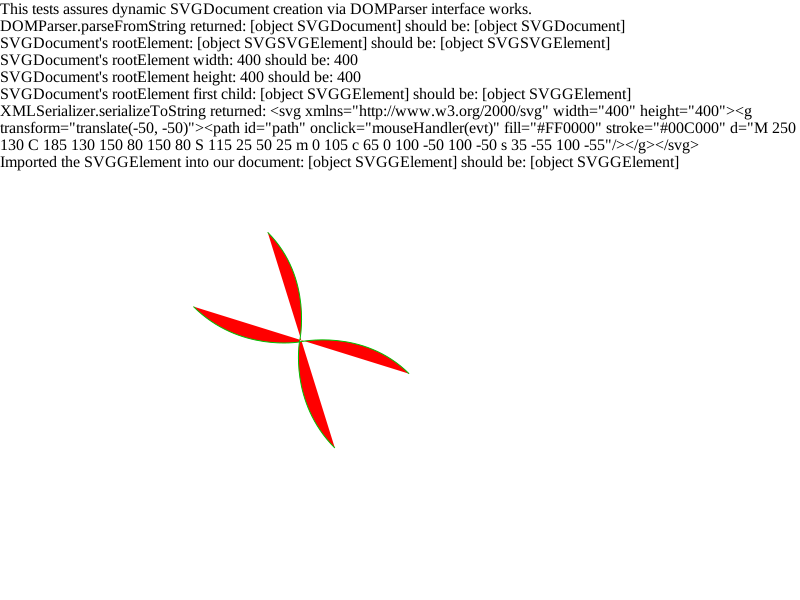 This tests assures dynamic SVGDocument creation via DOMParser interface works.
DOMParser.parseFromString returned: [object SVGDocument] should be: [object SVGDocument]
SVGDocument's rootElement: [object SVGSVGElement] should be: [object SVGSVGElement]
SVGDocument's rootElement width: 400 should be: 400
SVGDocument's rootElement height: 400 should be: 400
SVGDocument's rootElement first child: [object SVGGElement] should be: [object SVGGElement]
XMLSerializer.serializeToString returned: <svg xmlns="http://www.w3.org/2000/svg" width="400" height="400"><g
transform="translate(-50, -50)"><path id="path" onclick="mouseHandler(evt)" fill="#FF0000" stroke="#00C000" d="M 250
130 C 185 130 150 80 150 80 S 115 25 50 25 m 0 105 c 65 0 100 -50 100 -50 s 35 -55 100 -55"/></g></svg>
Imported the SVGGElement into our document: [object SVGGElement] should be: [object SVGGElement]